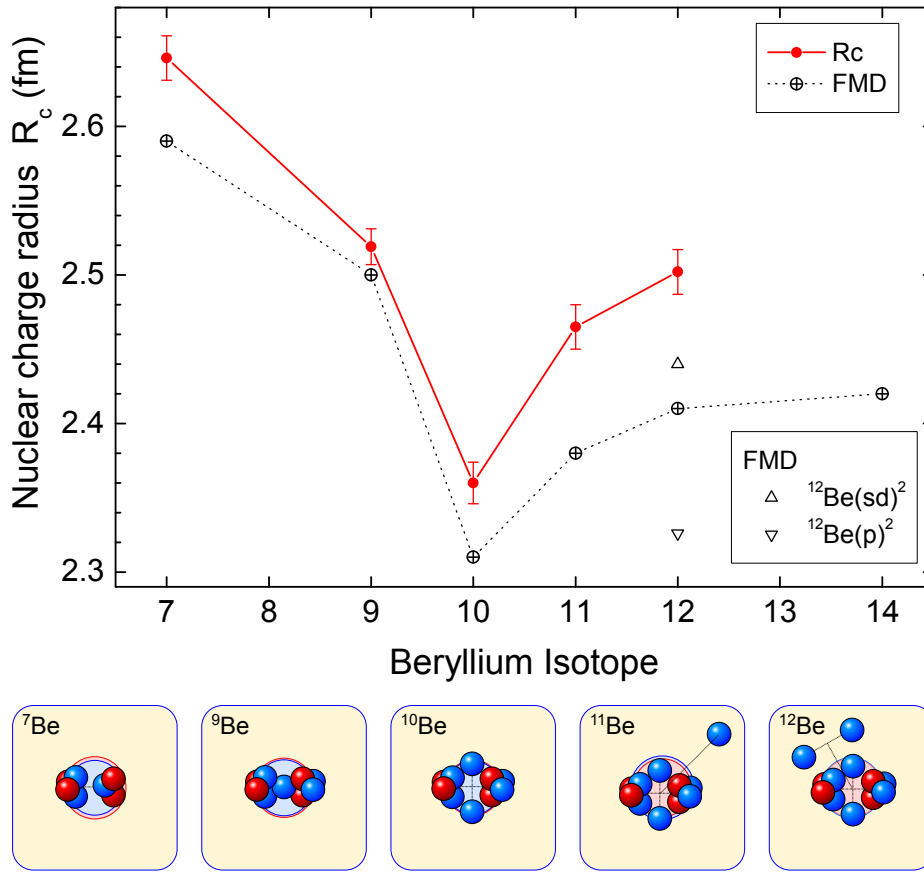 Rc
FMD
Nuclear charge radius R_c (fm)
2.6
2.5
2.4
2.3
FMD
¹²Be(sd)²
¹²Be(p)²
7 8 9 10 11 12 13 14
Beryllium Isotope
⁷Be ⁹Be ¹⁰Be ¹¹Be ¹²Be